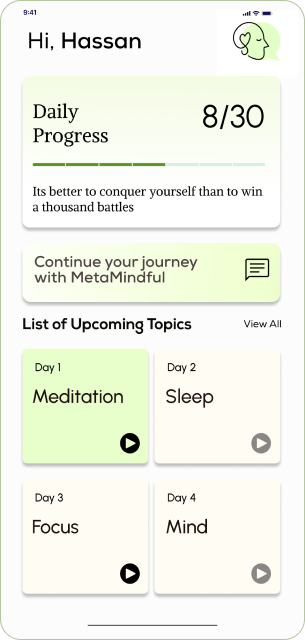 9:41
Hi, Hassan
Daily
Progress
8/30
Its better to conquer yourself than to win
a thousand battles
Continue your journey
with MetaMindful
List of Upcoming Topics
View All
Day 1
Meditation
Day 2
Sleep
Day 3
Focus
Day 4
Mind